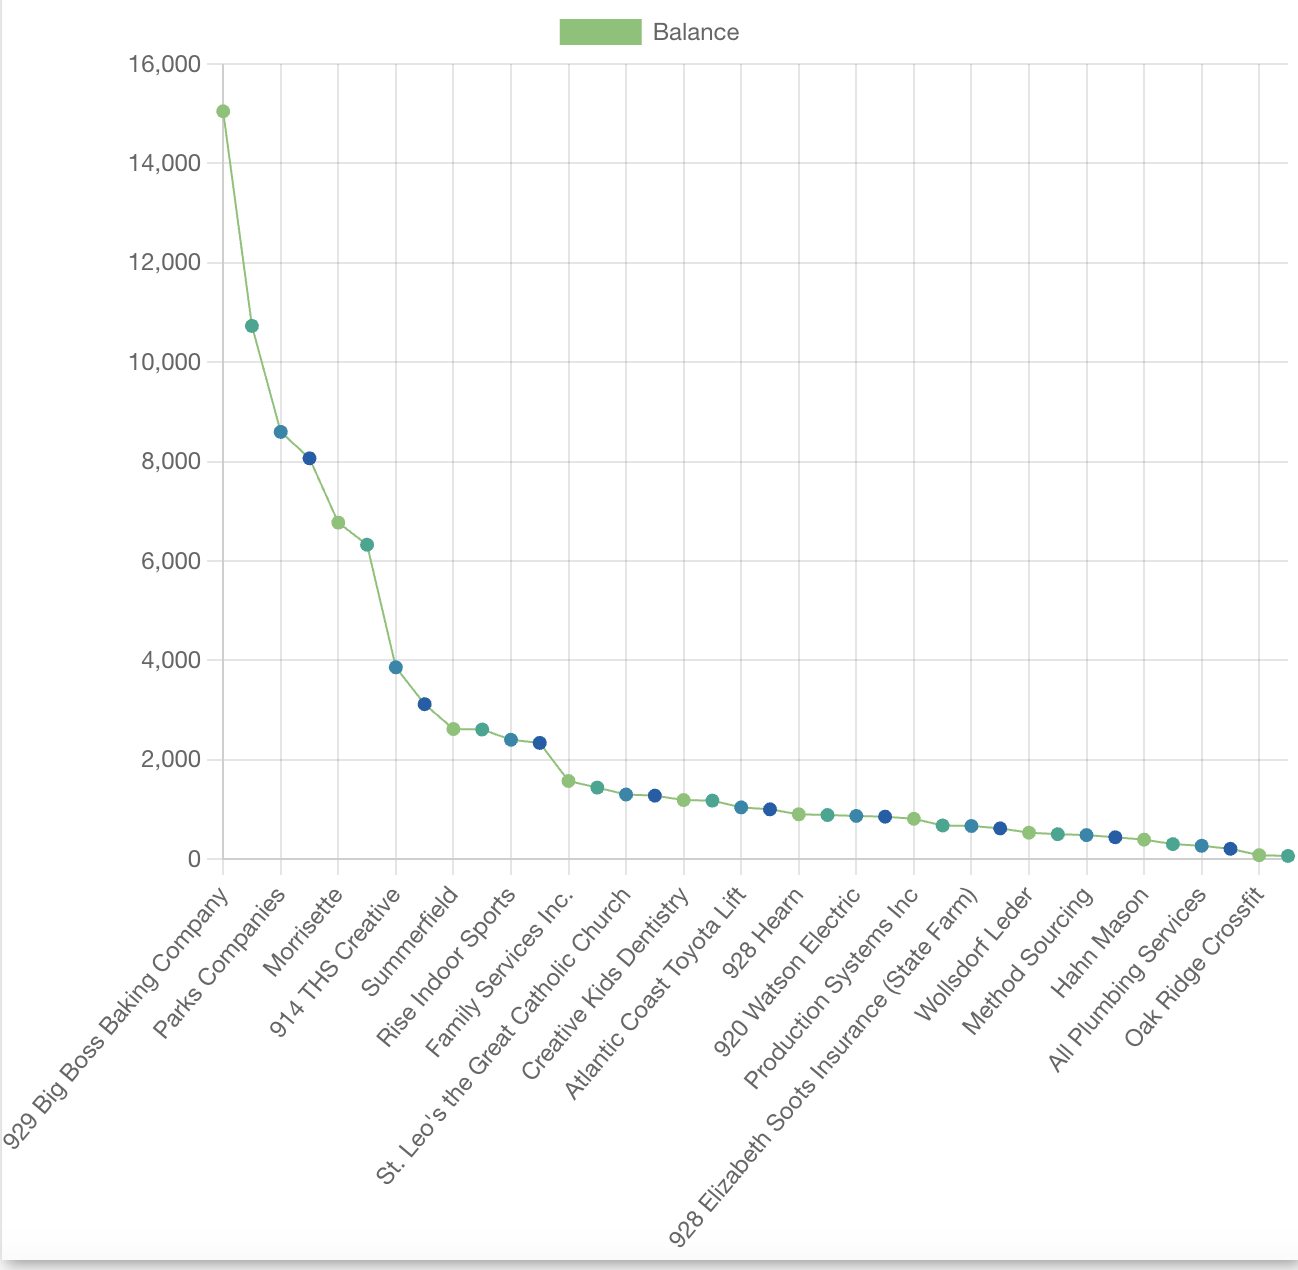 Balance
16,000
14,000
12,000
10,000
8,000
6,000
4,000
2,000
0
929 Big Boss Baking Company
Parks Companies
Morrisette
914 THS Creative
Summerfield
Rise Indoor Sports
Family Services Inc.
St. Leo's the Great Catholic Church
Creative Kids Dentistry
Atlantic Coast Toyota Lift
928 Hearn
920 Watson Electric
Production Systems Inc
928 Elizabeth Soots Insurance (State Farm)
Wollsdorf Leder
Method Sourcing
Hahn Mason
All Plumbing Services
Oak Ridge Crossfit